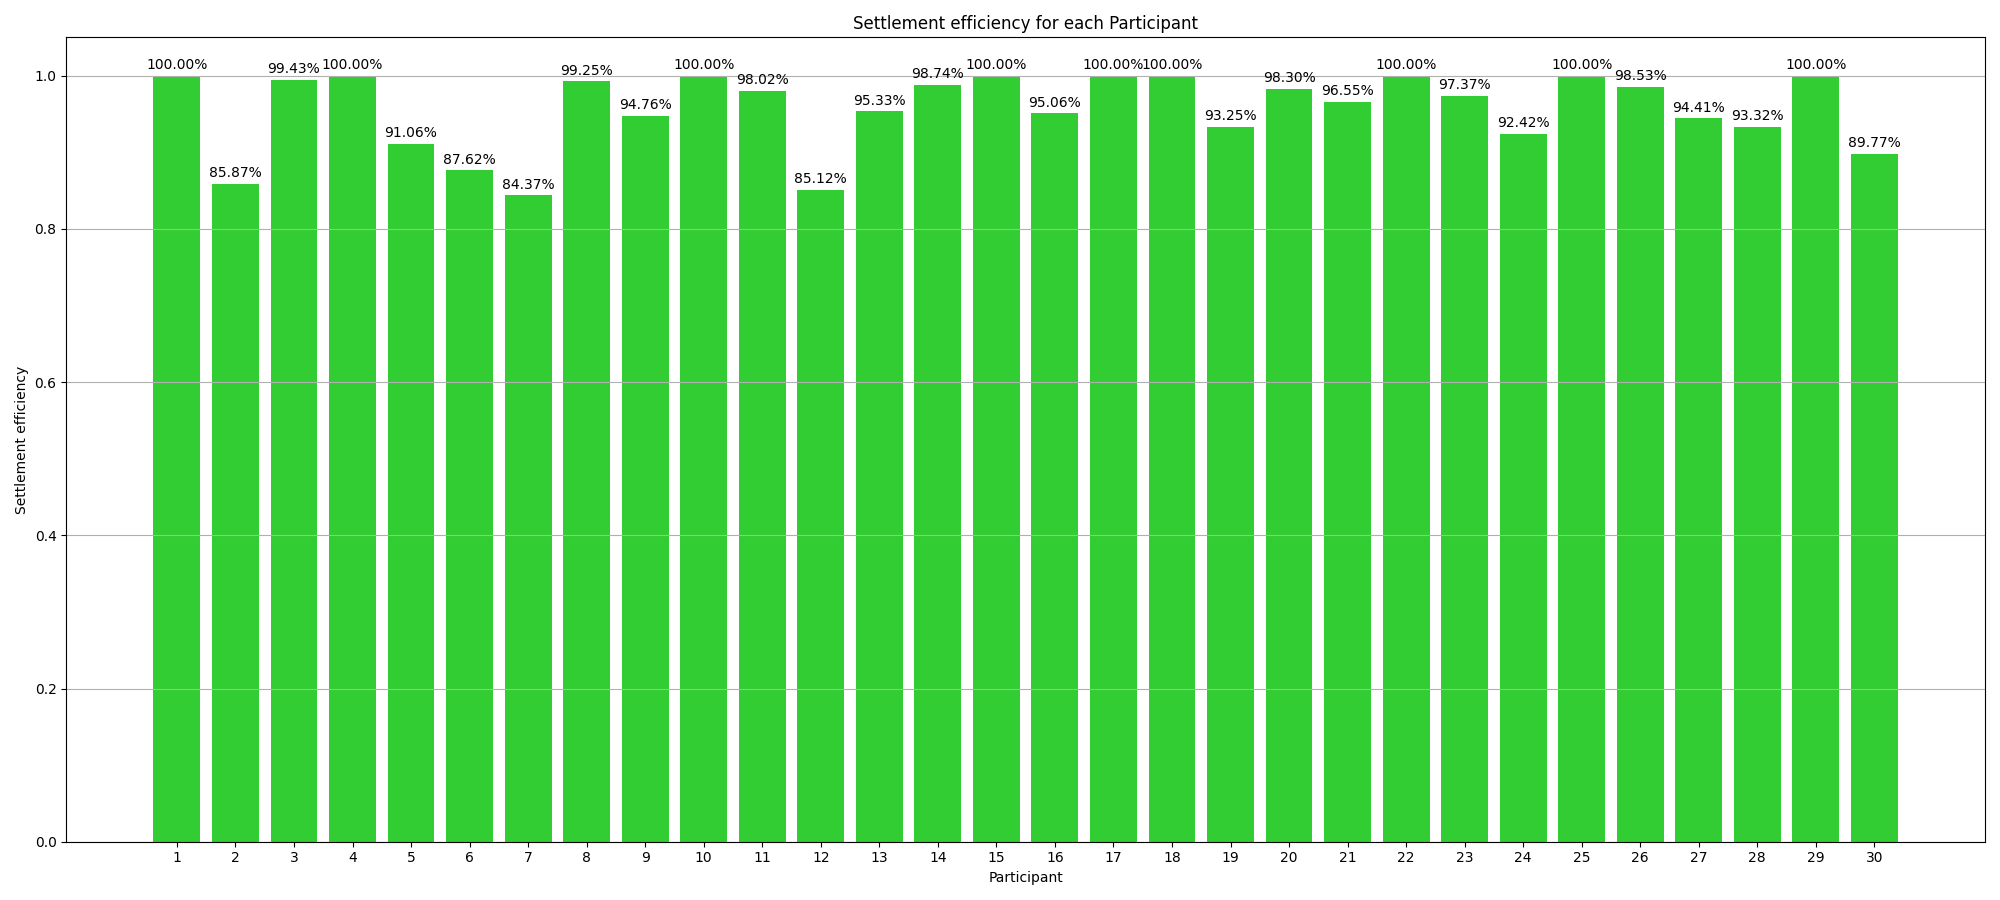 Settlement efficiency for each Participant
100.00% 85.87% 99.43% 100.00% 91.06% 87.62% 84.37% 99.25% 94.76% 100.00% 98.02% 85.12% 95.33% 98.74% 100.00% 95.06% 100.00% 100.00% 93.25% 98.30% 96.55% 100.00% 97.37% 92.42% 100.00% 98.53% 94.41% 93.32% 100.00% 89.77%
1.0
0.8
0.6
0.4
0.2
0.0
Settlement efficiency
1 2 3 4 5 6 7 8 9 10 11 12 13 14 15 16 17 18 19 20 21 22 23 24 25 26 27 28 29 30
Participant